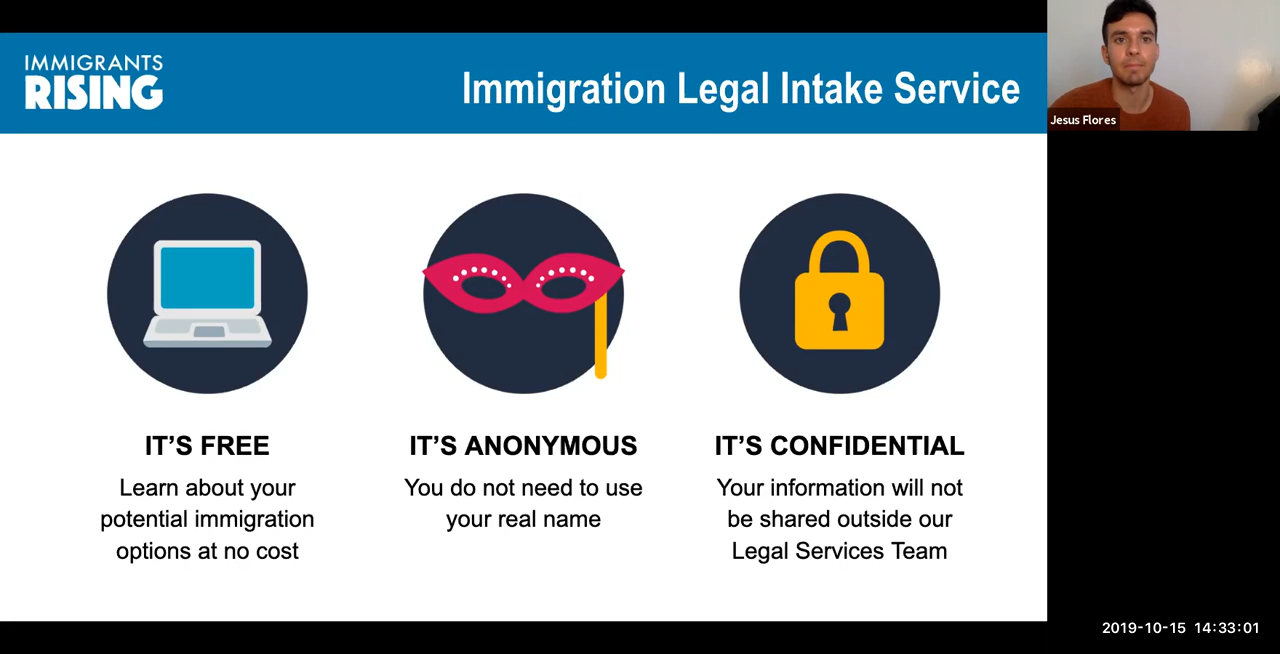 IMMIGRANTS
RISING
Immigration Legal Intake Service
Jesus Flores
IT’S FREE
Learn about your
potential immigration
options at no cost
IT’S ANONYMOUS
You do not need to use
your real name
IT’S CONFIDENTIAL
Your information will not
be shared outside our
Legal Services Team
2019-10-15 14:33:01